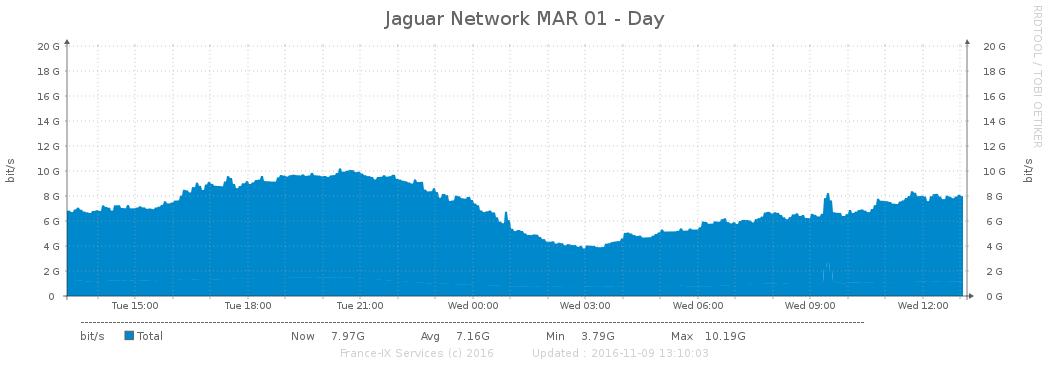 Jaguar Network MAR 01 - Day
RRDTOOL / TOBI OETIKER
bit/s
20 G 20 G
18 G 18 G
16 G 16 G
14 G 14 G
12 G 12 G
10 G 10 G
8 G 8 G
6 G 6 G
4 G 4 G
2 G 2 G
0 0 G
bit/s
Tue 15:00 Tue 18:00 Tue 21:00 Wed 00:00 Wed 03:00 Wed 06:00 Wed 09:00 Wed 12:00
bit/s Total Now 7.97G Avg 7.16G Min 3.79G Max 10.19G
France-IX Services (c) 2016 Updated : 2016-11-09 13:10:03